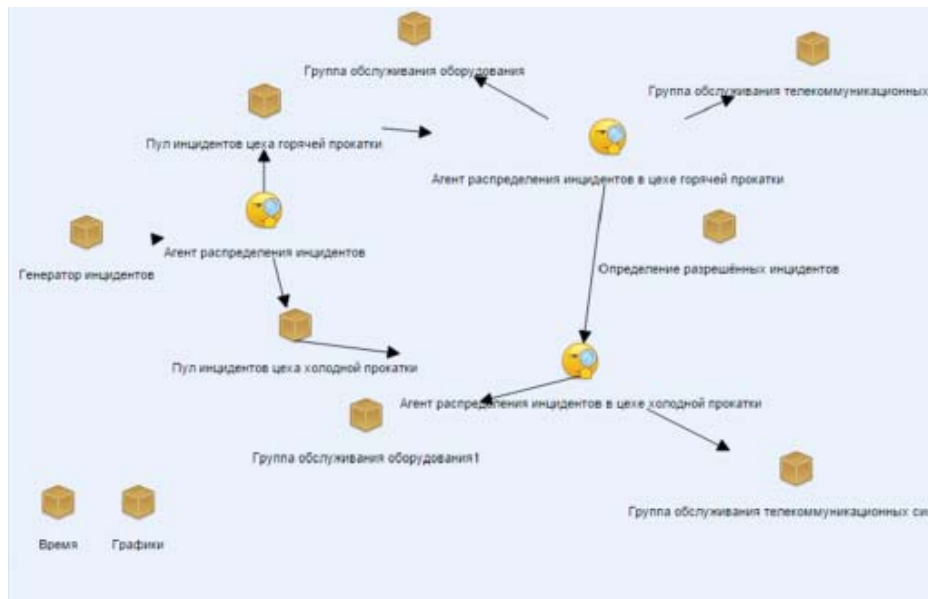 Группа обслуживания оборудования
Группа обслуживания телекоммуникационных
Пул инцидентов цеха горячей прокатки
Агент распределения инцидентов в цехе горячей прокатки
Агент распределения инцидентов
Генератор инцидентов
Определение разрешённых инцидентов
Пул инцидентов цеха холодной прокатки
Агент распределения инцидентов в цехе холодной прокатки
Группа обслуживания оборудования1
Группа обслуживания телекоммуникационных си
Время
Графики